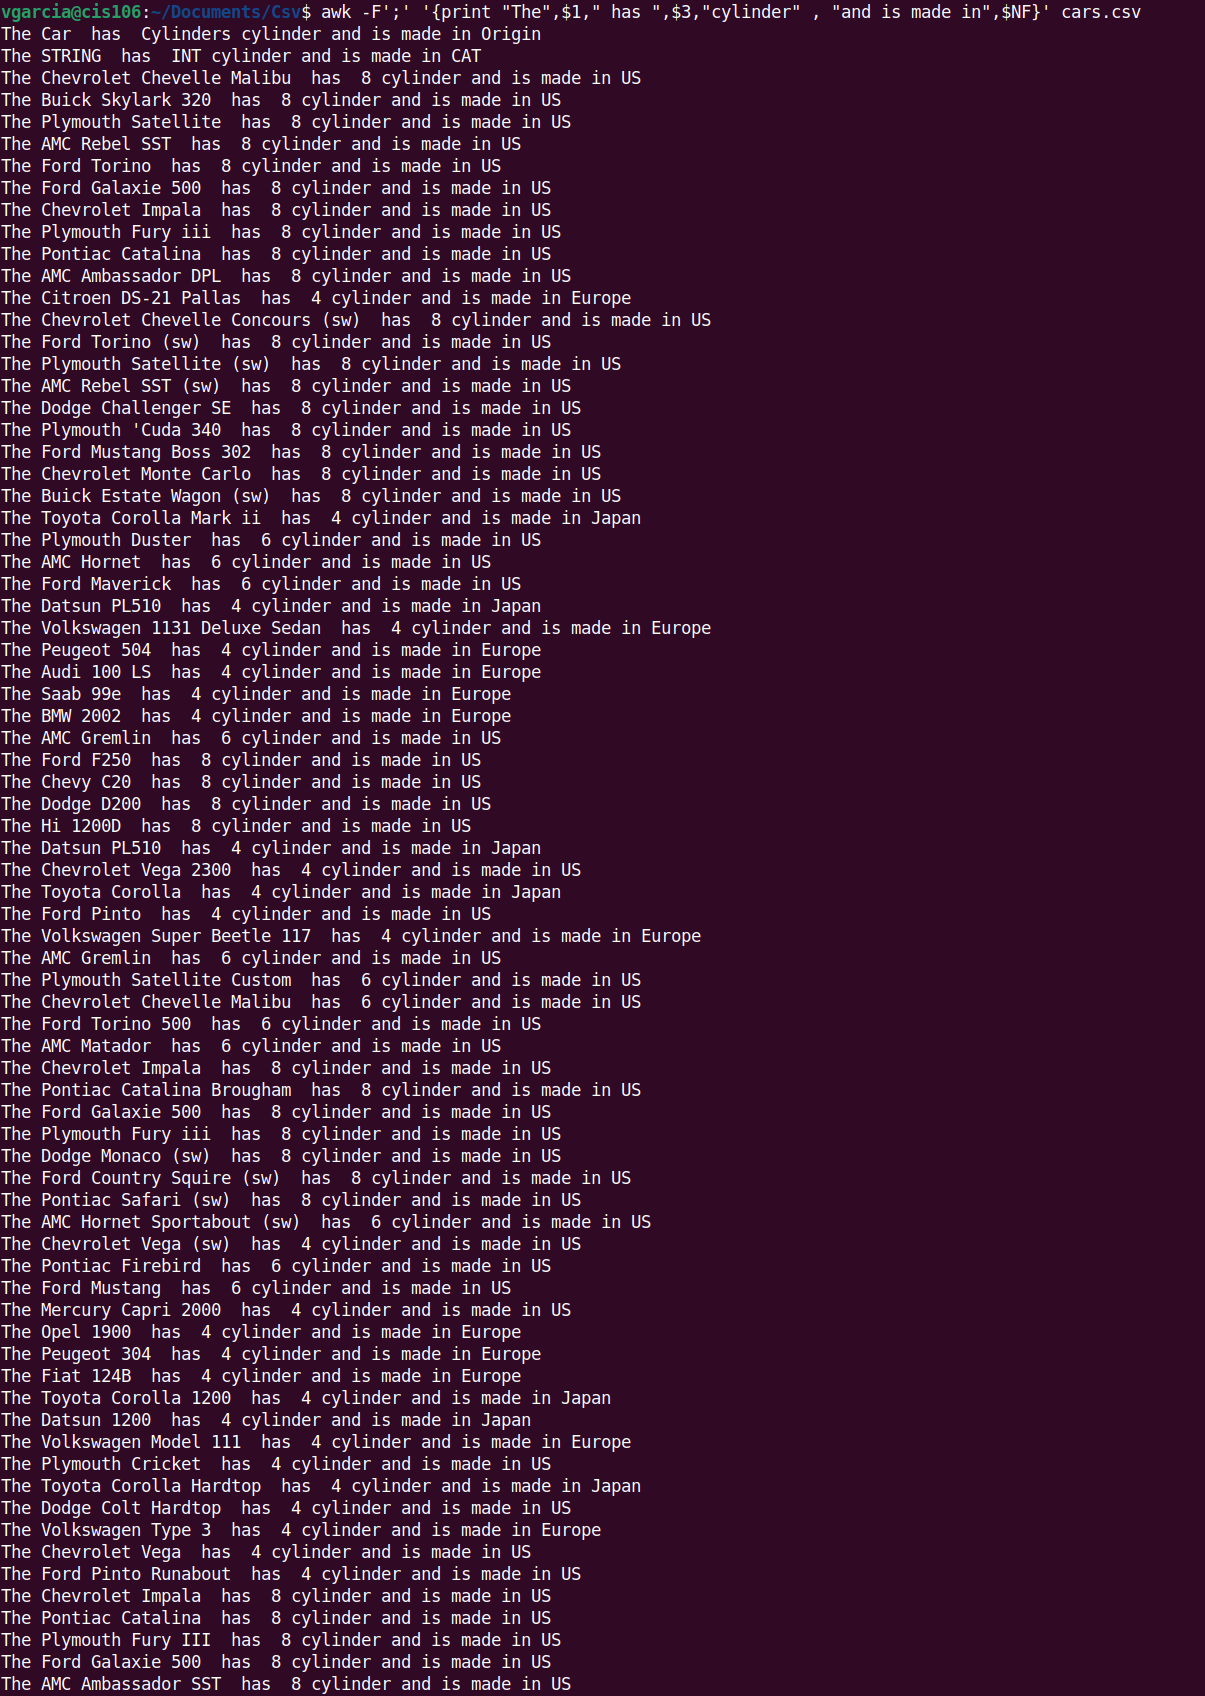 vgarcia@cis106:~/Documents/Csv$ awk -F';' '{print "The",$1," has ",$3,"cylinder" , "and is made in",$NF}' cars.csv
The Car  has  Cylinders cylinder and is made in Origin
The STRING  has  INT cylinder and is made in CAT
The Chevrolet Chevelle Malibu  has  8 cylinder and is made in US
The Buick Skylark 320  has  8 cylinder and is made in US
The Plymouth Satellite  has  8 cylinder and is made in US
The AMC Rebel SST  has  8 cylinder and is made in US
The Ford Torino  has  8 cylinder and is made in US
The Ford Galaxie 500  has  8 cylinder and is made in US
The Chevrolet Impala  has  8 cylinder and is made in US
The Plymouth Fury iii  has  8 cylinder and is made in US
The Pontiac Catalina  has  8 cylinder and is made in US
The AMC Ambassador DPL  has  8 cylinder and is made in US
The Citroen DS-21 Pallas  has  4 cylinder and is made in Europe
The Chevrolet Chevelle Concours (sw)  has  8 cylinder and is made in US
The Ford Torino (sw)  has  8 cylinder and is made in US
The Plymouth Satellite (sw)  has  8 cylinder and is made in US
The AMC Rebel SST (sw)  has  8 cylinder and is made in US
The Dodge Challenger SE  has  8 cylinder and is made in US
The Plymouth 'Cuda 340  has  8 cylinder and is made in US
The Ford Mustang Boss 302  has  8 cylinder and is made in US
The Chevrolet Monte Carlo  has  8 cylinder and is made in US
The Buick Estate Wagon (sw)  has  8 cylinder and is made in US
The Toyota Corolla Mark ii  has  4 cylinder and is made in Japan
The Plymouth Duster  has  6 cylinder and is made in US
The AMC Hornet  has  6 cylinder and is made in US
The Ford Maverick  has  6 cylinder and is made in US
The Datsun PL510  has  4 cylinder and is made in Japan
The Volkswagen 1131 Deluxe Sedan  has  4 cylinder and is made in Europe
The Peugeot 504  has  4 cylinder and is made in Europe
The Audi 100 LS  has  4 cylinder and is made in Europe
The Saab 99e  has  4 cylinder and is made in Europe
The BMW 2002  has  4 cylinder and is made in Europe
The AMC Gremlin  has  6 cylinder and is made in US
The Ford F250  has  8 cylinder and is made in US
The Chevy C20  has  8 cylinder and is made in US
The Dodge D200  has  8 cylinder and is made in US
The Hi 1200D  has  8 cylinder and is made in US
The Datsun PL510  has  4 cylinder and is made in Japan
The Chevrolet Vega 2300  has  4 cylinder and is made in US
The Toyota Corolla  has  4 cylinder and is made in Japan
The Ford Pinto  has  4 cylinder and is made in US
The Volkswagen Super Beetle 117  has  4 cylinder and is made in Europe
The AMC Gremlin  has  6 cylinder and is made in US
The Plymouth Satellite Custom  has  6 cylinder and is made in US
The Chevrolet Chevelle Malibu  has  6 cylinder and is made in US
The Ford Torino 500  has  6 cylinder and is made in US
The AMC Matador  has  6 cylinder and is made in US
The Chevrolet Impala  has  8 cylinder and is made in US
The Pontiac Catalina Brougham  has  8 cylinder and is made in US
The Ford Galaxie 500  has  8 cylinder and is made in US
The Plymouth Fury iii  has  8 cylinder and is made in US
The Dodge Monaco (sw)  has  8 cylinder and is made in US
The Ford Country Squire (sw)  has  8 cylinder and is made in US
The Pontiac Safari (sw)  has  8 cylinder and is made in US
The AMC Hornet Sportabout (sw)  has  6 cylinder and is made in US
The Chevrolet Vega (sw)  has  4 cylinder and is made in US
The Pontiac Firebird  has  6 cylinder and is made in US
The Ford Mustang  has  6 cylinder and is made in US
The Mercury Capri 2000  has  4 cylinder and is made in US
The Opel 1900  has  4 cylinder and is made in Europe
The Peugeot 304  has  4 cylinder and is made in Europe
The Fiat 124B  has  4 cylinder and is made in Europe
The Toyota Corolla 1200  has  4 cylinder and is made in Japan
The Datsun 1200  has  4 cylinder and is made in Japan
The Volkswagen Model 111  has  4 cylinder and is made in Europe
The Plymouth Cricket  has  4 cylinder and is made in US
The Toyota Corolla Hardtop  has  4 cylinder and is made in Japan
The Dodge Colt Hardtop  has  4 cylinder and is made in US
The Volkswagen Type 3  has  4 cylinder and is made in Europe
The Chevrolet Vega  has  4 cylinder and is made in US
The Ford Pinto Runabout  has  4 cylinder and is made in US
The Chevrolet Impala  has  8 cylinder and is made in US
The Pontiac Catalina  has  8 cylinder and is made in US
The Plymouth Fury III  has  8 cylinder and is made in US
The Ford Galaxie 500  has  8 cylinder and is made in US
The AMC Ambassador SST  has  8 cylinder and is made in US